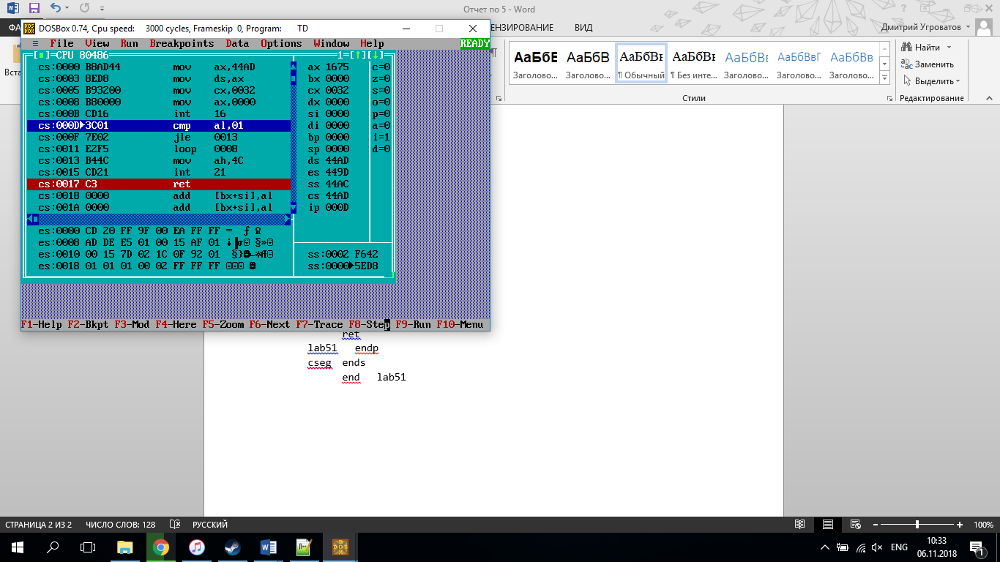 Отчет по 5 - Word
DOSBox 0.74, Cpu speed: 3000 cycles, Frameskip 0, Program: TD
ФА
ЕНЗИРОВАНИЕ ВИД
Дмитрий Угроватов
≡ File View Run Breakpoints Data Options Window Help READY
[■]=CPU 80486 1=[↑][↓]
cs:0000 B8AD44 mov ax,44AD ax 1675 c=0
cs:0003 8ED8 mov ds,ax bx 0000 z=0
cs:0005 B93200 mov cx,0032 cx 0032 s=0
cs:0008 B80000 mov ax,0000 dx 0000 o=0
cs:000B CD16 int 16 si 0000 p=0
cs:000D►3C01 cmp al,01 di 0000 a=0
cs:000F 7E02 jle 0013 bp 0000 i=1
cs:0011 E2F5 loop 0008 sp 0000 d=0
cs:0013 B44C mov ah,4C ds 44AD
cs:0015 CD21 int 21 es 449D
cs:0017 C3 ret ss 44AC
cs:0018 0000 add [bx+si],al cs 44AD
cs:001A 0000 add [bx+si],al ip 000D
es:0000 CD 20 FF 9F 00 EA FF FF = ƒ Ω
es:0008 AD DE E5 01 00 15 AF 01 ¡▐σ☺ §»☺
es:0010 00 15 7D 02 1C 0F 92 01
es:0018 01 01 01 00 02 FF FF FF ☺☺☺ ☻
ss:0002 F642
ss:0000►5ED8
F1-Help F2-Bkpt F3-Mod F4-Here F5-Zoom F6-Next F7-Trace F8-Step F9-Run F10-Menu
Вста
АаБбВ АаБбВ АаБбВв АаБбВв АаБбВв АаБбВвГ АаБбВв
Заголово... Заголово... ¶ Обычный ¶ Без инте... Заголово... Заголово... Заголово...
Стили
Найти
Заменить
Выделить
Редактирование
ret
lab51 endp
cseg ends
end lab51
СТРАНИЦА 2 ИЗ 2 ЧИСЛО СЛОВ: 128 РУССКИЙ 100%
ENG
10:33
06.11.2018
1